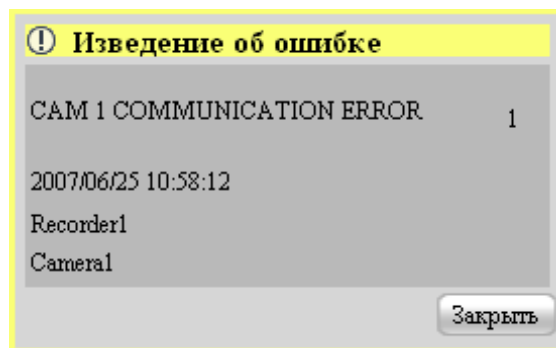 Изведение об ошибке
CAM 1 COMMUNICATION ERROR 1
2007/06/25 10:58:12
Recorder1
Camera1
Закрыть